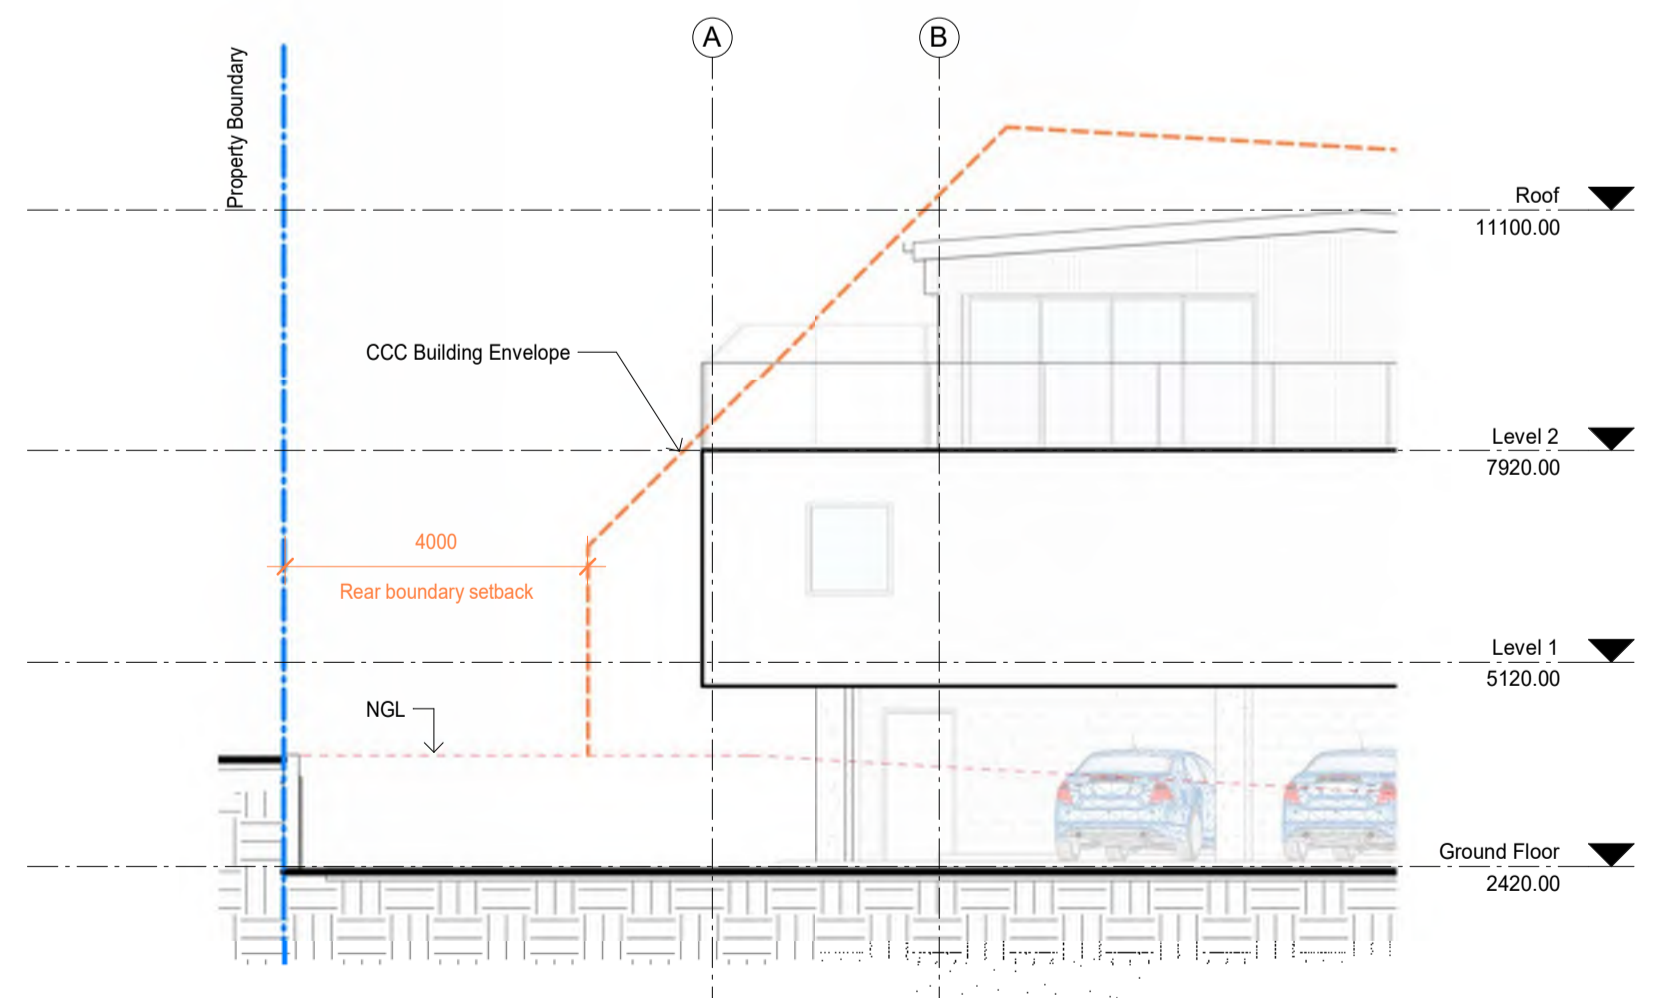 A
B
Property Boundary
Roof
11100.00
CCC Building Envelope
Level 2
7920.00
4000
Rear boundary setback
Level 1
5120.00
NGL
Ground Floor
2420.00